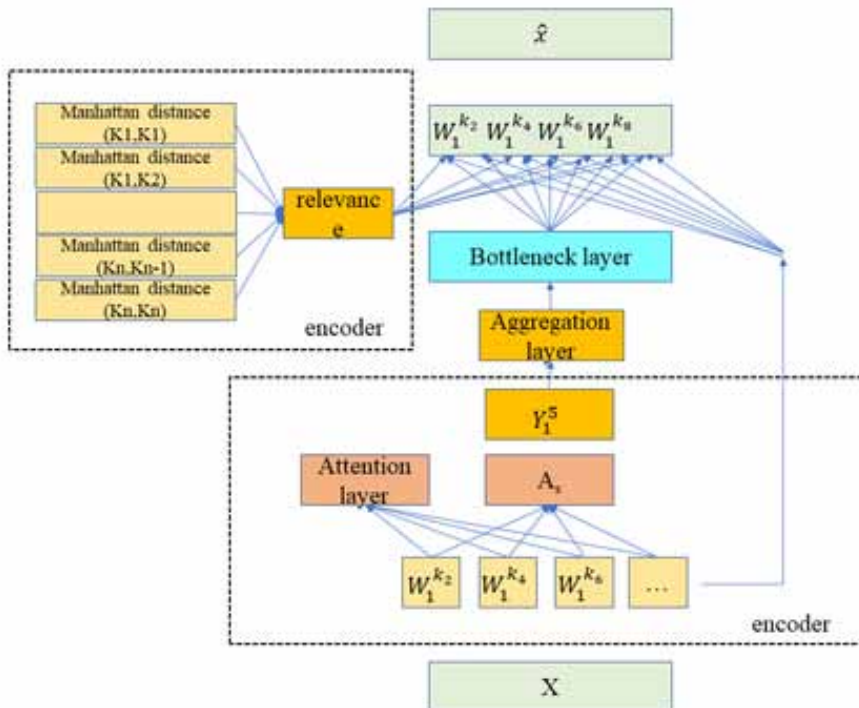 x̂
Manhattan distance
(K1,K1)
Manhattan distance
(K1,K2)
Manhattan distance
(Kn,Kn-1)
Manhattan distance
(Kn,Kn)
encoder
relevanc
e
W₁^{k₂} W₁^{k₄} W₁^{k₆} W₁^{k₈}
Bottleneck layer
Aggregation
layer
Y₁⁵
Attention
layer
Aₛ
W₁^{k₂} W₁^{k₄} W₁^{k₆} ...
encoder
X